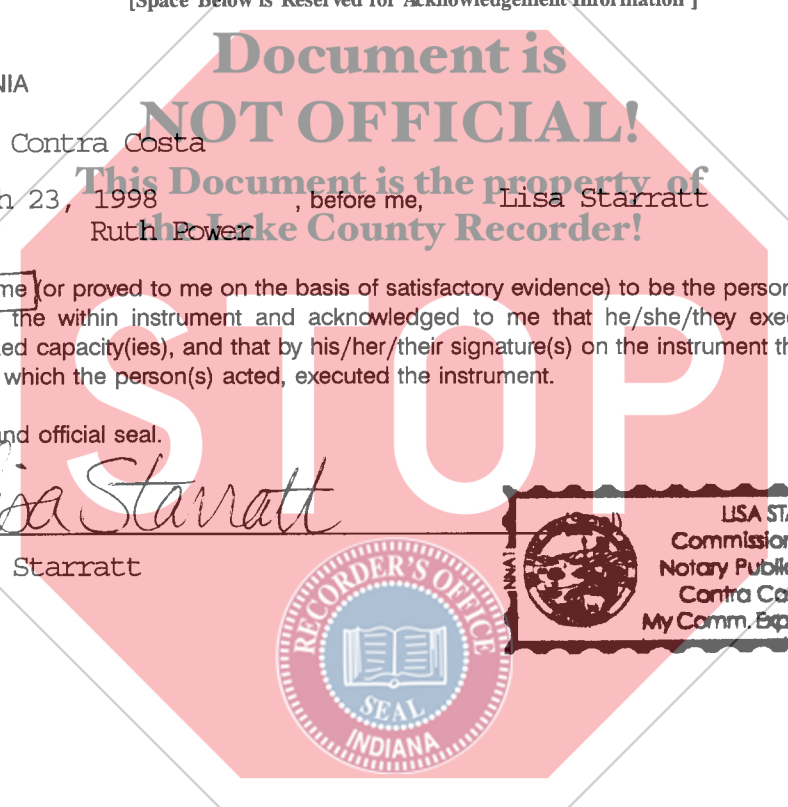 [Space Below is Reserved for Acknowledgement Information ]
Document is
NIA
NOT OFFICIAL!
Contra Costa
This Document is the property of
h 23, 1998 , before me, Lisa Starratt
the Lake County Recorder!
Ruth Power
me (or proved to me on the basis of satisfactory evidence) to be the person
the within instrument and acknowledged to me that he/she/they exe
ed capacity(ies), and that by his/her/their signature(s) on the instrument th
which the person(s) acted, executed the instrument.
STOP
nd official seal.
isa Starratt
(Seal)
LISA STA
Commission
NNA1
Notary Public
Contra Co
My Comm. Exp
Starratt
RECORDER'S OFFICE
SEAL
INDIANA